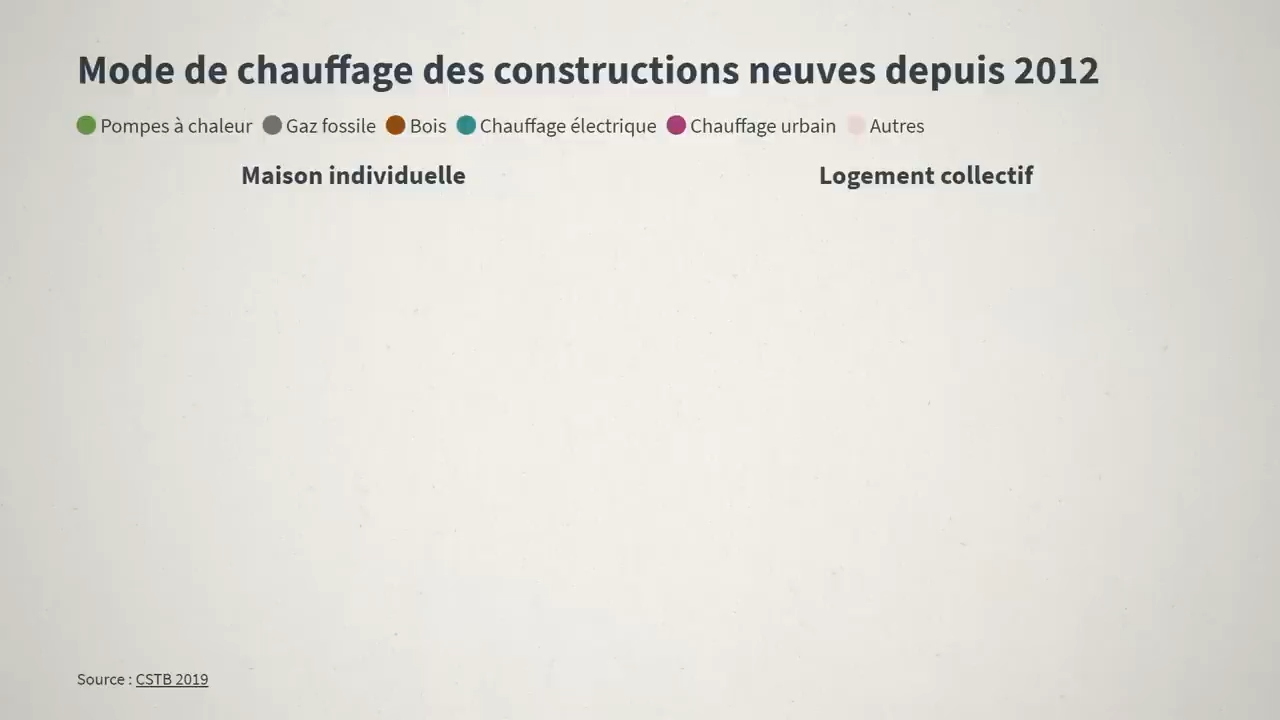 Mode de chauffage des constructions neuves depuis 2012
Pompes à chaleur Gaz fossile Bois Chauffage électrique Chauffage urbain Autres
Maison individuelle Logement collectif
Source : CSTB 2019